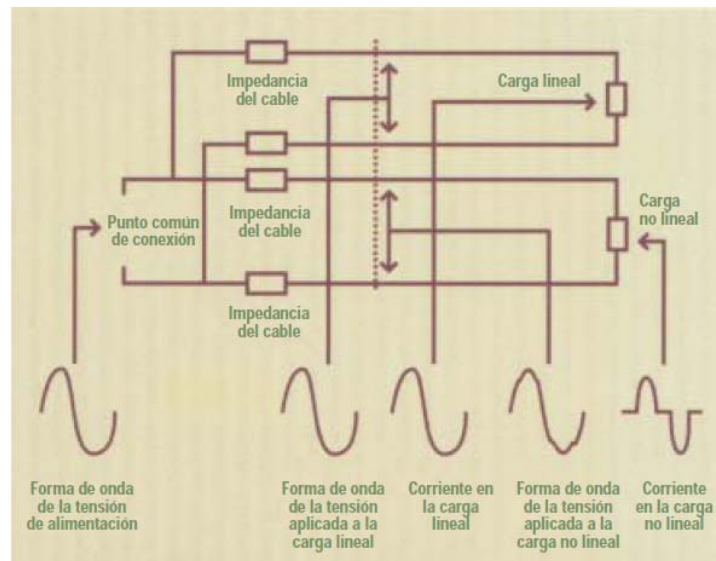 Impedancia
del cable
Carga lineal
Punto común
de conexión
Impedancia
del cable
Carga
no lineal
Impedancia
del cable
Forma de onda
de la tensión
de alimentación
Forma de onda
de la tensión
aplicada a la
carga lineal
Corriente en
la carga
lineal
Forma de onda
de la tensión
aplicada a la
carga no lineal
Corriente
en la carga
no lineal